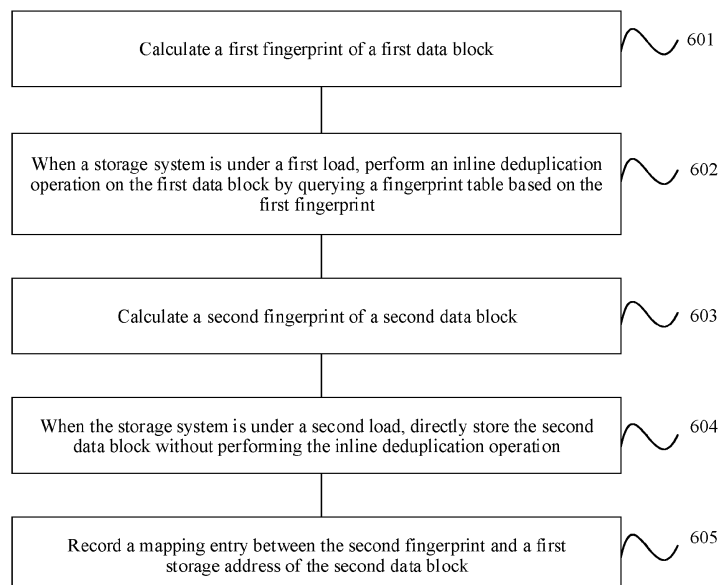 Calculate a first fingerprint of a first data block
601
When a storage system is under a first load, perform an inline deduplication
operation on the first data block by querying a fingerprint table based on the
first fingerprint
602
Calculate a second fingerprint of a second data block
603
When the storage system is under a second load, directly store the second
data block without performing the inline deduplication operation
604
Record a mapping entry between the second fingerprint and a first
storage address of the second data block
605